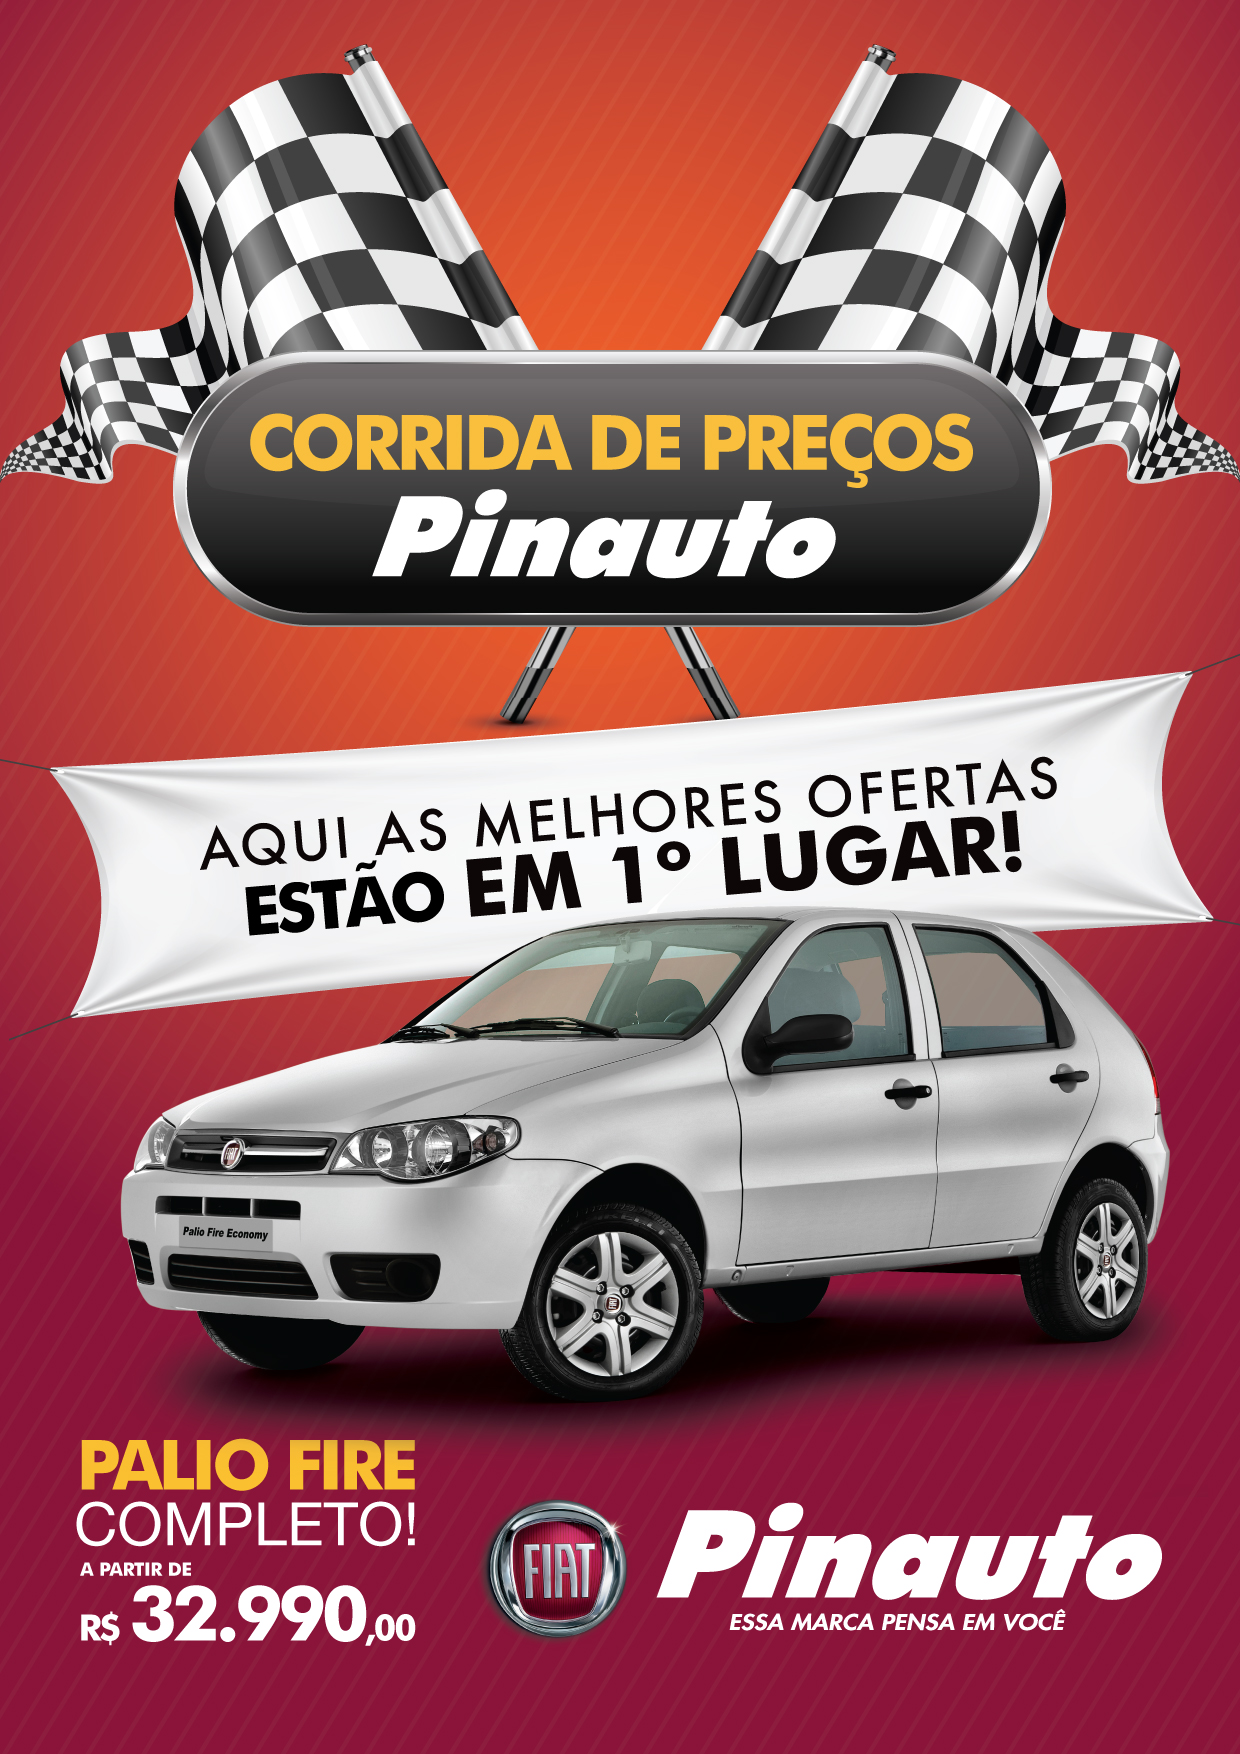 CORRIDA DE PREÇOS
Pinauto
AQUI AS MELHORES OFERTAS
ESTÃO EM 1º LUGAR!
FIAT
Palio Fire Economy
PALIO FIRE
COMPLETO!
A PARTIR DE
R$ 32.990,00
FIAT
Pinauto
ESSA MARCA PENSA EM VOCÊ